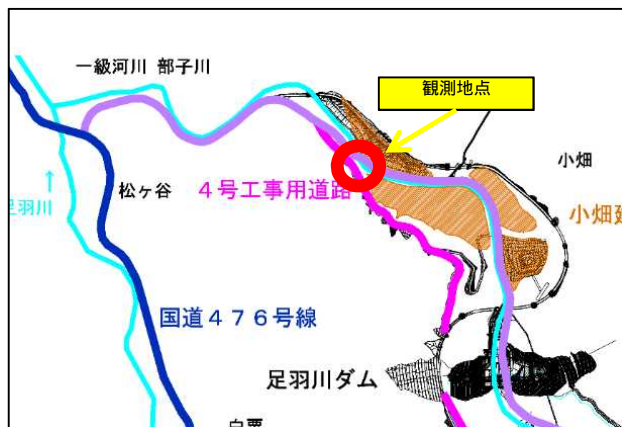 一級河川 部子川
観測地点
小畑
松ヶ谷
4号工事用道路
足羽川
小畑
国道476号線
足羽川ダム